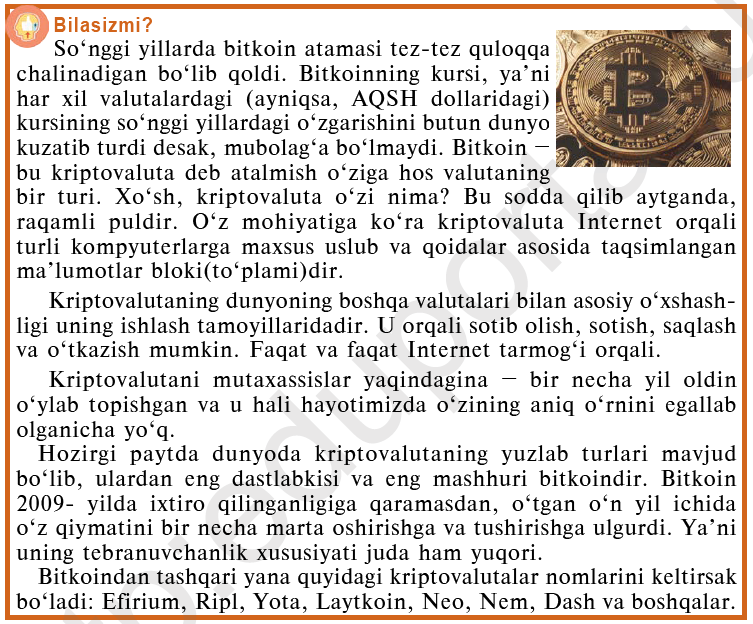 Bilasizmi?
So‘nggi yillarda bitkoin atamasi tez-tez quloqqa
chalinadigan bo‘lib qoldi. Bitkoinning kursi, ya’ni
har xil valutalardagi (ayniqsa, AQSH dollaridagi)
kursining so‘nggi yillardagi o‘zgarishini butun dunyo
kuzatib turdi desak, mubolag‘a bo‘lmaydi. Bitkoin —
bu kriptovaluta deb atalmish o‘ziga hos valutaning
bir turi. Xo‘sh, kriptovaluta o‘zi nima? Bu sodda qilib aytganda,
raqamli puldir. O‘z mohiyatiga ko‘ra kriptovaluta Internet orqali
turli kompyuterlarga maxsus uslub va qoidalar asosida taqsimlangan
ma’lumotlar bloki(to‘plami)dir.
Kriptovalutaning dunyoning boshqa valutalari bilan asosiy o‘xshash-
ligi uning ishlash tamoyillaridadir. U orqali sotib olish, sotish, saqlash
va o‘tkazish mumkin. Faqat va faqat Internet tarmog‘i orqali.
Kriptovalutani mutaxassislar yaqindagina — bir necha yil oldin
o‘ylab topishgan va u hali hayotimizda o‘zining aniq o‘rnini egallab
olganicha yo‘q.
Hozirgi paytda dunyoda kriptovalutaning yuzlab turlari mavjud
bo‘lib, ulardan eng dastlabkisi va eng mashhuri bitkoindir. Bitkoin
2009- yilda ixtiro qilinganligiga qaramasdan, o‘tgan o‘n yil ichida
o‘z qiymatini bir necha marta oshirishga va tushirishga ulgurdi. Ya’ni
uning tebranuvchanlik xususiyati juda ham yuqori.
Bitkoindan tashqari yana quyidagi kriptovalutalar nomlarini keltirsak
bo‘ladi: Efirium, Ripl, Yota, Laytkoin, Neo, Nem, Dash va boshqalar.